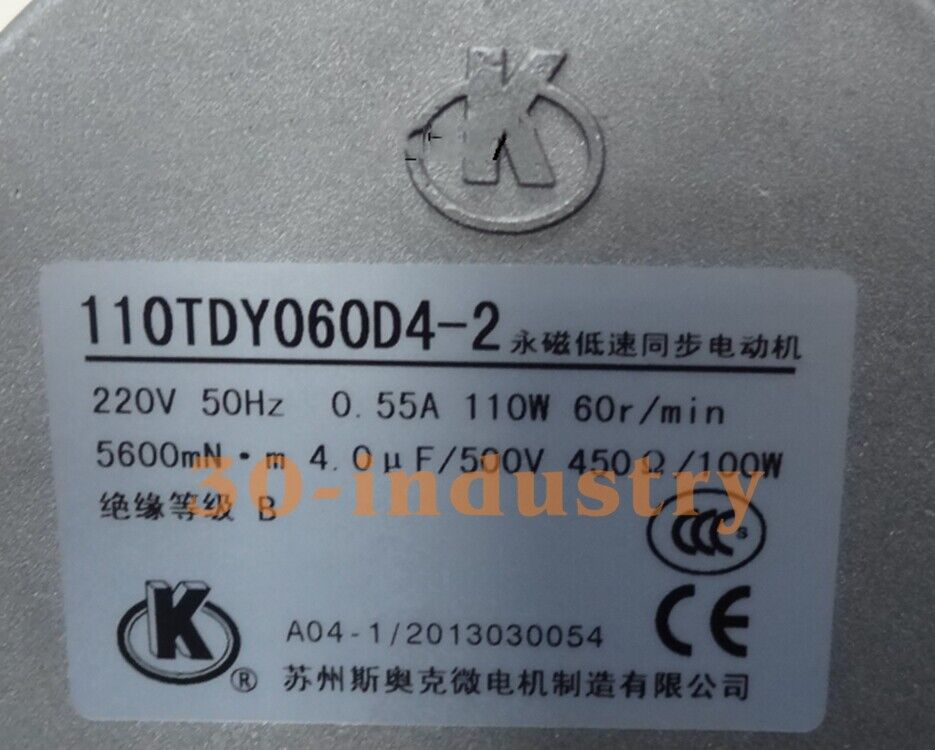 K
110TDY060D4-2 永磁低速同步电动机
220V 50Hz 0.55A 110W 60r/min
5600mN·m 4.0μF/500V 450Ω/100W
30-industry
绝缘等级 B
CCC S
CE
K ®
A04-1/2013030054
苏州斯奥克微电机制造有限公司